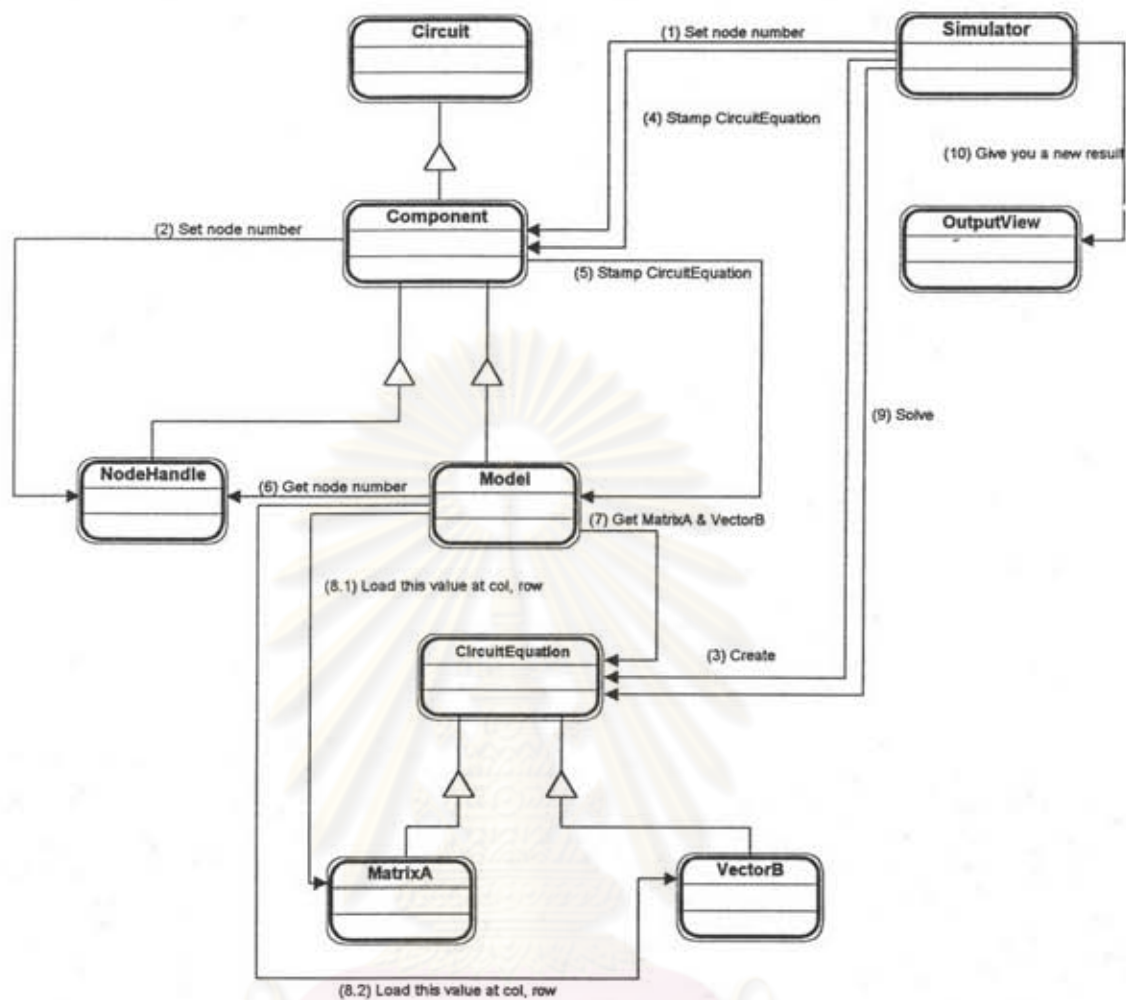 Circuit
(1) Set node number
Simulator
(4) Stamp CircuitEquation
(10) Give you a new result
Component
(2) Set node number
OutputView
(5) Stamp CircuitEquation
(9) Solve
NodeHandle
(6) Get node number
Model
(7) Get MatrixA & VectorB
(8.1) Load this value at col, row
CircuitEquation
(3) Create
MatrixA
VectorB
(8.2) Load this value at col, row